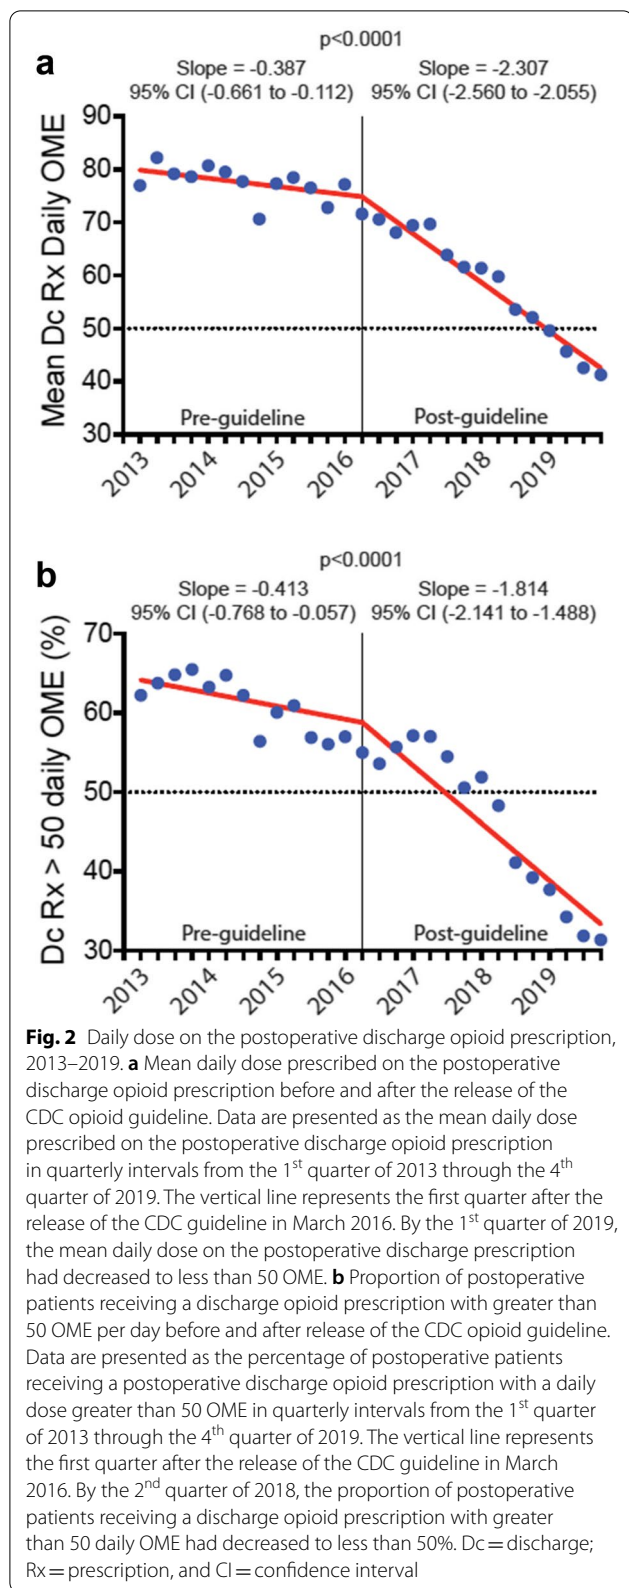 p<0.0001
a
Slope = -0.387
95% CI (-0.661 to -0.112)
Slope = -2.307
95% CI (-2.560 to -2.055)
Mean Dc Rx Daily OME
90
80
70
60
50
40
30
Pre-guideline
Post-guideline
2013
2014
2015
2016
2017
2018
2019
p<0.0001
b
Slope = -0.413
95% CI (-0.768 to -0.057)
Slope = -1.814
95% CI (-2.141 to -1.488)
Dc Rx > 50 daily OME (%)
70
60
50
40
30
Pre-guideline
Post-guideline
2013
2014
2015
2016
2017
2018
2019
Fig. 2 Daily dose on the postoperative discharge opioid prescription,
2013–2019. a Mean daily dose prescribed on the postoperative
discharge opioid prescription before and after the release of the
CDC opioid guideline. Data are presented as the mean daily dose
prescribed on the postoperative discharge opioid prescription
in quarterly intervals from the 1st quarter of 2013 through the 4th
quarter of 2019. The vertical line represents the first quarter after the
release of the CDC guideline in March 2016. By the 1st quarter of 2019,
the mean daily dose on the postoperative discharge prescription
had decreased to less than 50 OME. b Proportion of postoperative
patients receiving a discharge opioid prescription with greater than
50 OME per day before and after release of the CDC opioid guideline.
Data are presented as the percentage of postoperative patients
receiving a postoperative discharge opioid prescription with a daily
dose greater than 50 OME in quarterly intervals from the 1st quarter
of 2013 through the 4th quarter of 2019. The vertical line represents
the first quarter after the release of the CDC guideline in March
2016. By the 2nd quarter of 2018, the proportion of postoperative
patients receiving a discharge opioid prescription with greater
than 50 daily OME had decreased to less than 50%. Dc = discharge;
Rx = prescription, and CI = confidence interval